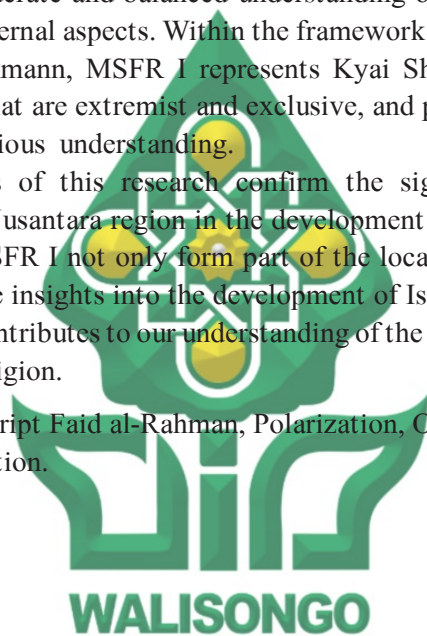 erate and balanced understanding
ernal aspects. Within the framework
mann, MSFR I represents Kyai Sh
at are extremist and exclusive, and p
ious understanding.
s of this research confirm the sig
usantara region in the development
SFR I not only form part of the loca
e insights into the development of Is
ntributes to our understanding of the
igion.
ript Faid al-Rahman, Polarization, C
tion.
WALISONGO